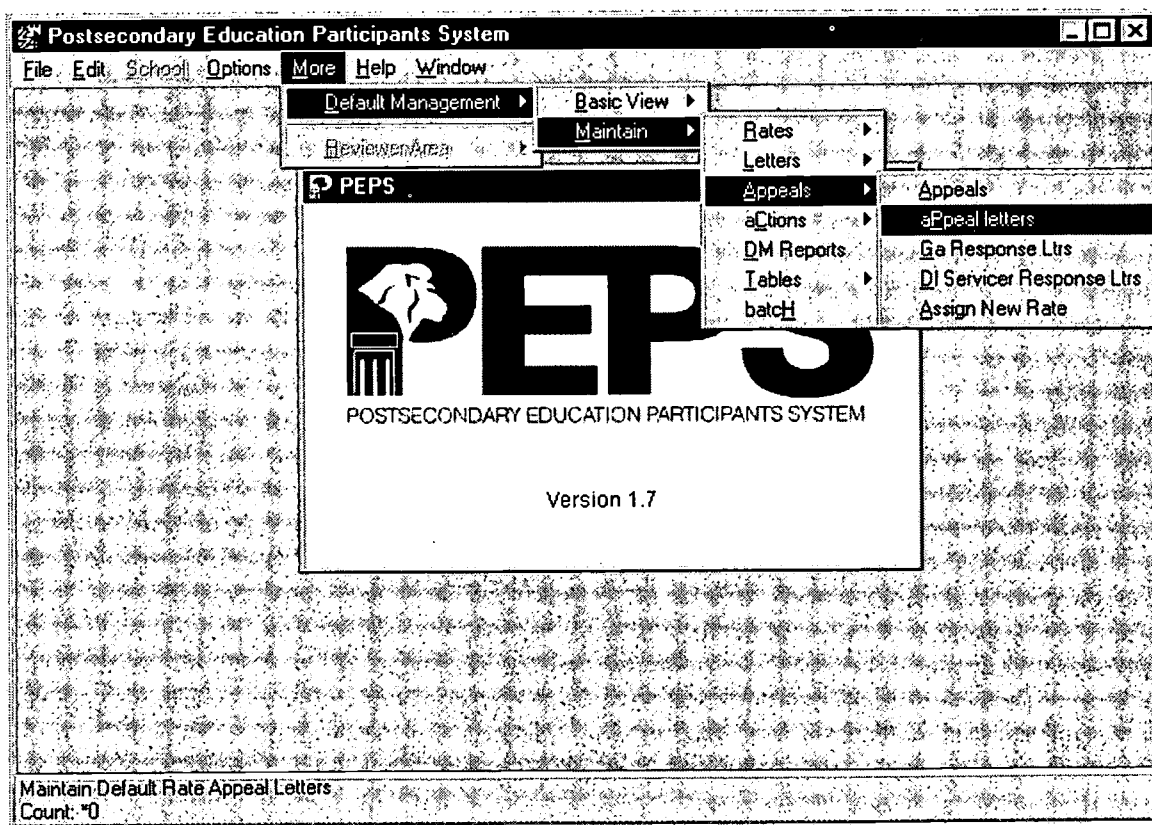 Postsecondary Education Participants System
File Edit School Options More Help Window
Default Management
ReviewerArea
Basic View
Maintain
Rates
Letters
Appeals
aCtions
DM Reports
Tables
batcH
Appeals
aPpeal letters
Ga Response Ltrs
Dl Servicer Response Ltrs
Assign New Rate
PEPS
PEPS
POSTSECONDARY EDUCATION PARTICIPANTS SYSTEM
Version 1.7
Maintain Default Rate Appeal Letters
Count: *0